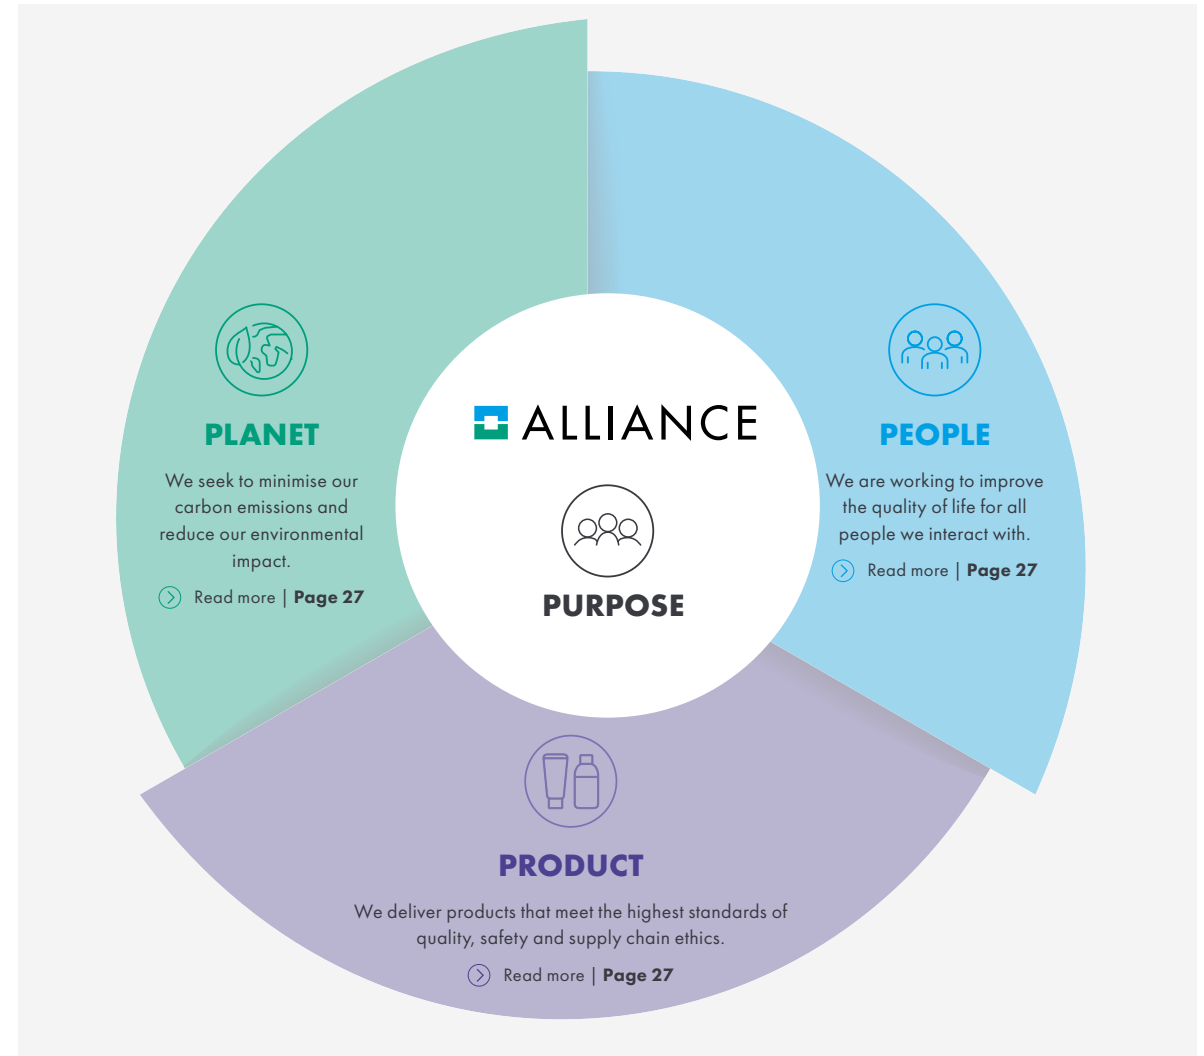 ALLIANCE
PURPOSE
PLANET
We seek to minimise our
carbon emissions and
reduce our environmental
impact.
Read more | Page 27
PEOPLE
We are working to improve
the quality of life for all
people we interact with.
Read more | Page 27
PRODUCT
We deliver products that meet the highest standards of
quality, safety and supply chain ethics.
Read more | Page 27